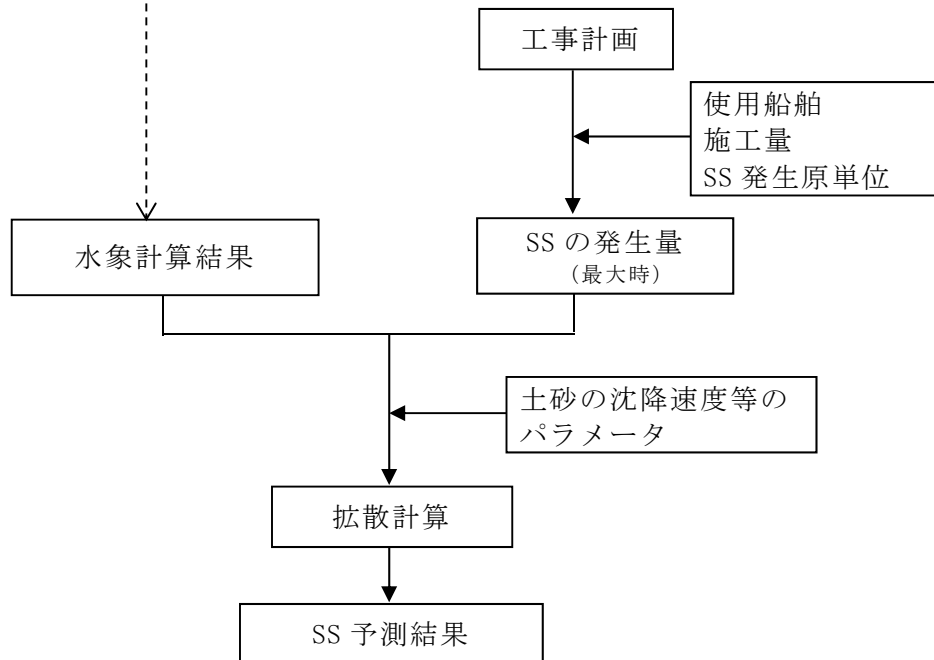 工事計画
使用船舶
施工量
SS 発生原単位
水象計算結果
SS の発生量
（最大時）
土砂の沈降速度等の
パラメータ
拡散計算
SS 予測結果